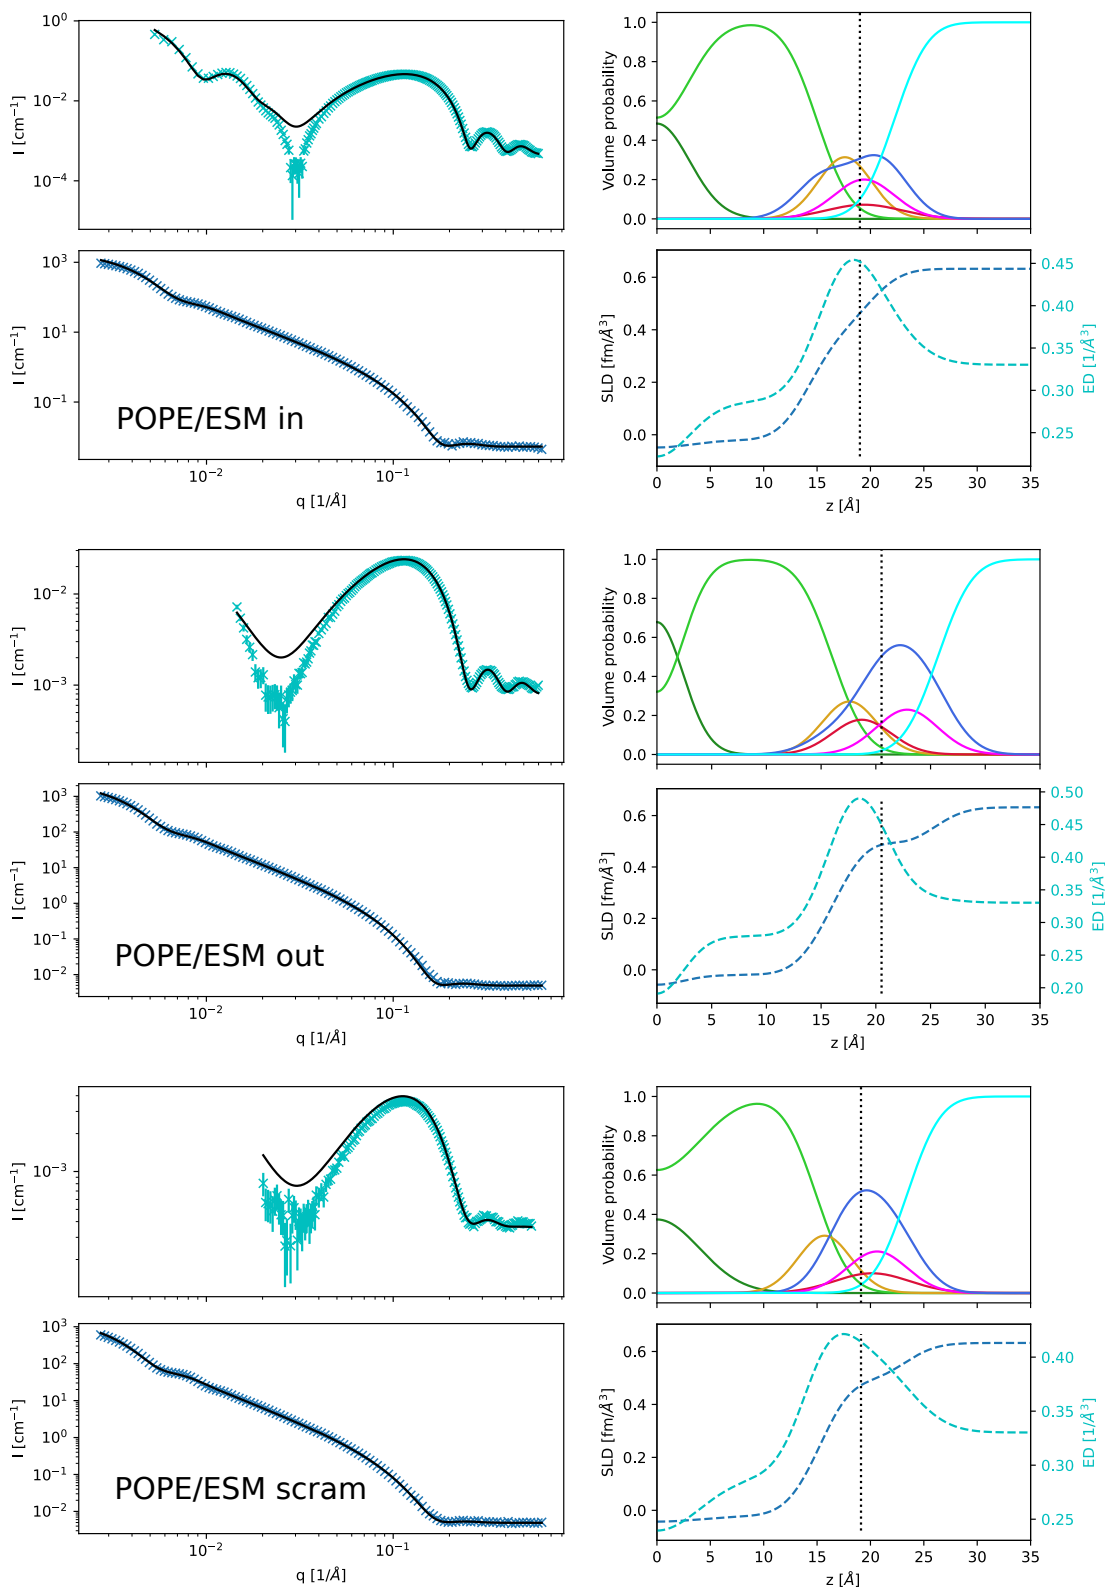 10⁰
10⁻²
10⁻⁴
I [cm⁻¹]
1.0
0.8
0.6
0.4
0.2
0.0
Volume probability
10³
10¹
10⁻¹
I [cm⁻¹]
POPE/ESM in
10⁻² 10⁻¹
q [1/Å]
0.6
0.4
0.2
0.0
SLD [fm/Å³]
0.45
0.40
0.35
0.30
0.25
ED [1/Å³]
0 5 10 15 20 25 30 35
z [Å]
10⁻²
10⁻³
I [cm⁻¹]
1.0
0.8
0.6
0.4
0.2
0.0
Volume probability
10³
10²
10¹
10⁰
10⁻¹
10⁻²
I [cm⁻¹]
POPE/ESM out
10⁻² 10⁻¹
q [1/Å]
0.6
0.4
0.2
0.0
SLD [fm/Å³]
0.50
0.45
0.40
0.35
0.30
0.25
0.20
ED [1/Å³]
0 5 10 15 20 25 30 35
z [Å]
10⁻³
I [cm⁻¹]
1.0
0.8
0.6
0.4
0.2
0.0
Volume probability
10³
10²
10¹
10⁰
10⁻¹
10⁻²
I [cm⁻¹]
POPE/ESM scram
10⁻² 10⁻¹
q [1/Å]
0.6
0.4
0.2
0.0
SLD [fm/Å³]
0.40
0.35
0.30
0.25
ED [1/Å³]
0 5 10 15 20 25 30 35
z [Å]